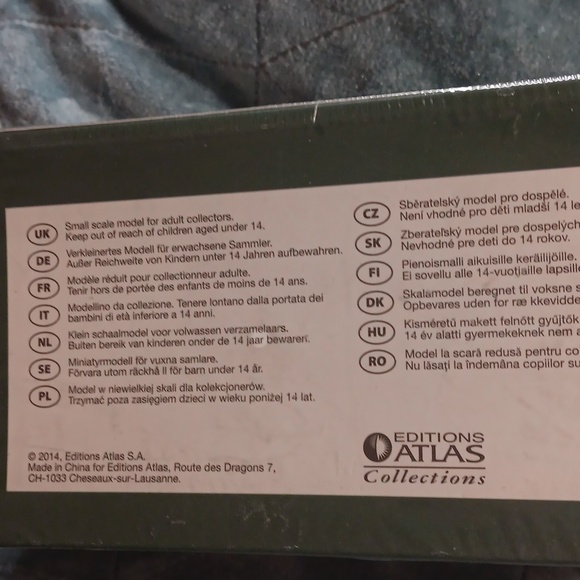 UK Small scale model for adult collectors.
Keep out of reach of children aged under 14.
DE Verkleinertes Modell für erwachsene Sammler.
Außer Reichweite von Kindern unter 14 Jahren aufbewahren.
FR Modèle réduit pour collectionneur adulte.
Tenir hors de portée des enfants de moins de 14 ans.
IT Modellino da collezione. Tenere lontano dalla portata dei
bambini di età inferiore a 14 anni.
NL Klein schaalmodel voor volwassen verzamelaars.
Buiten bereik van kinderen onder de 14 jaar bewaren.
SE Miniatyrmodell för vuxna samlare.
Förvara utom räckhå ll för barn under 14 år.
PL Model w niewielkiej skali dla kolekcjonerów.
Trzymać poza zasięgiem dzieci w wieku poniżej 14 lat.
© 2014, Editions Atlas S.A.
Made in China for Editions Atlas, Route des Dragons 7,
CH-1033 Cheseaux-sur-Lausanne.
CZ Sběratelský model pro dospělé.
Není vhodné pro děti mladší 14 le
SK Zberateľský model pre dospelých
Nevhodné pre deti do 14 rokov.
FI Pienoismalli aikuisille keräilijöille.
Ei sovellu alle 14-vuotiaille lapsille
DK Skalamodel beregnet til voksne s
Opbevares uden for ræ kkevidde
HU Kisméretű makett felnőtt gyűjtők
14 év alatti gyermekeknek nem a
RO Model la scară redusă pentru co
Nu lăsați la îndemâna copiilor su
EDITIONS
ATLAS
Collections